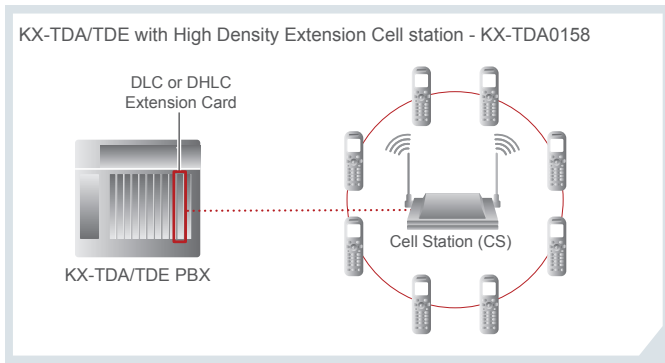 KX-TDA/TDE with High Density Extension Cell station - KX-TDA0158
DLC or DHLC
Extension Card
Cell Station (CS)
KX-TDA/TDE PBX